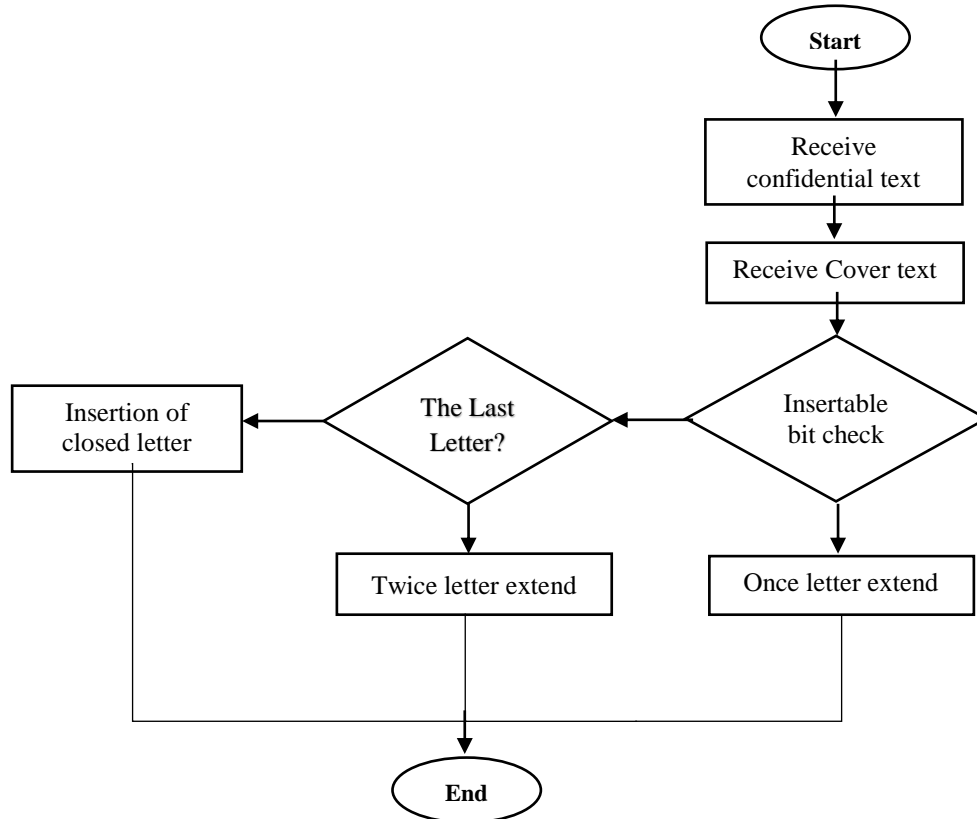 Start
Receive
confidential text
Receive Cover text
Insertable
bit check
The Last
Letter?
Insertion of
closed letter
Twice letter extend
Once letter extend
End